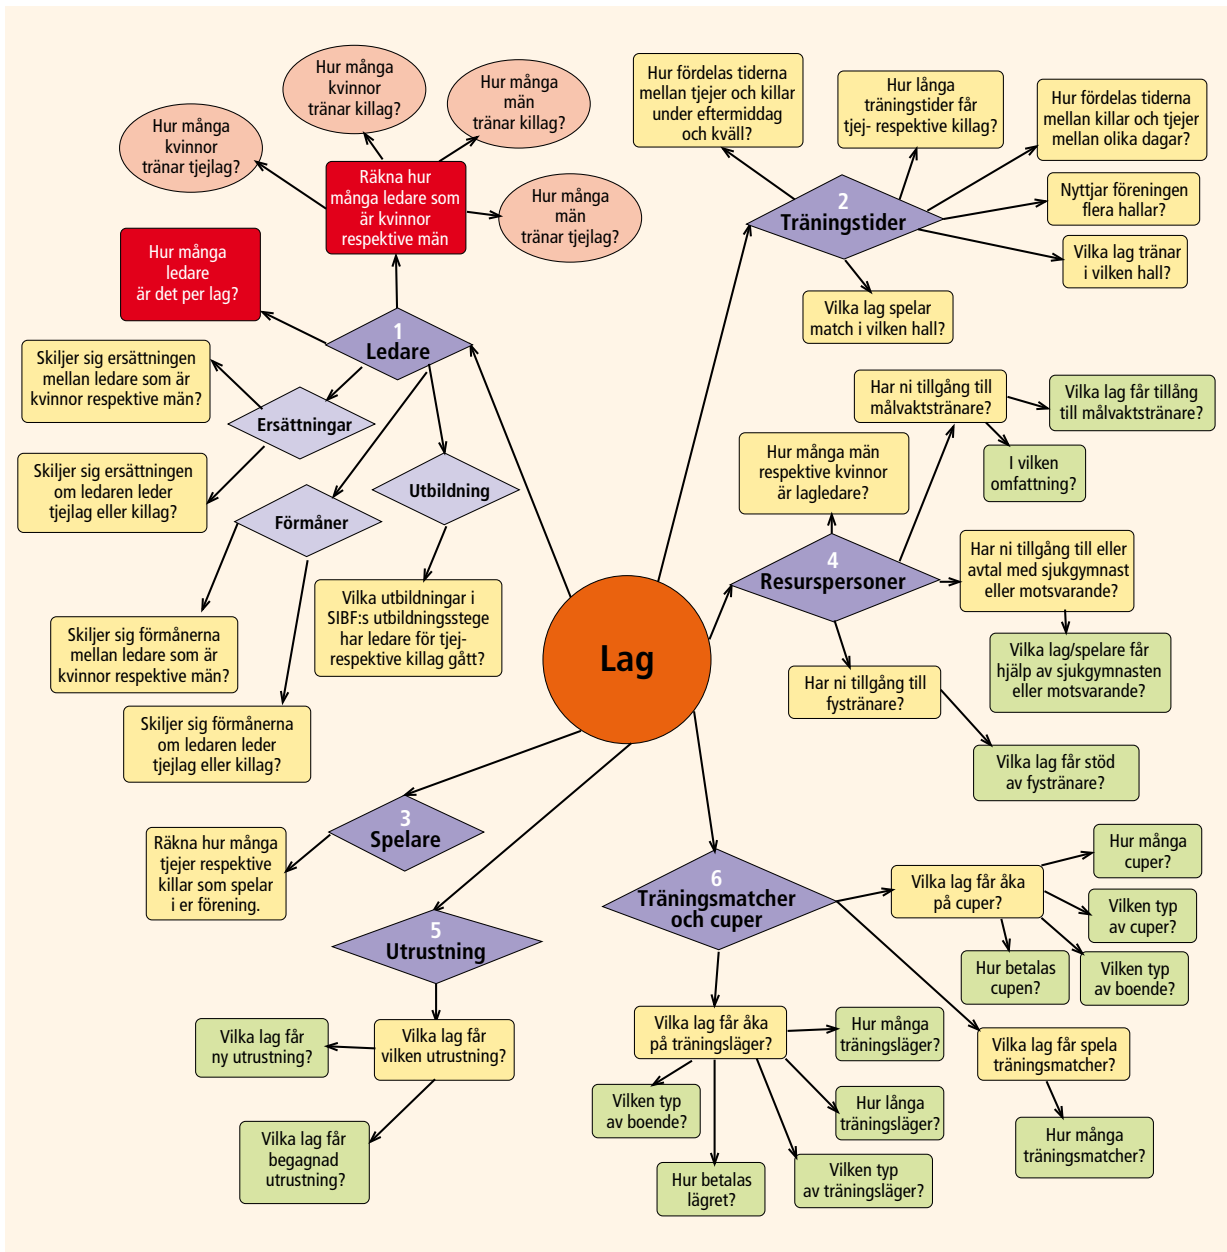 Hur många
kvinnor
tränar tjejlag?
Hur många
kvinnor
tränar killag?
Hur många
män
tränar killag?
Hur många
män
tränar tjejlag?
Räkna hur
många ledare som
är kvinnor
respektive män
Hur många
ledare
är det per lag?
1
Ledare
Skiljer sig ersättningen
mellan ledare som är
kvinnor respektive män?
Ersättningar
Skiljer sig ersättningen
om ledaren leder
tjejlag eller killag?
Förmåner
Utbildning
Skiljer sig förmånerna
mellan ledare som är
kvinnor respektive män?
Skiljer sig förmånerna
om ledaren leder
tjejlag eller killag?
Vilka utbildningar i
SIBF:s utbildningsstege
har ledare för tjej-
respektive killag gått?
Lag
Hur fördelas tiderna
mellan tjejer och killar
under eftermiddag
och kväll?
Hur långa
träningstider får
tjej- respektive killag?
Hur fördelas tiderna
mellan killar och tjejer
mellan olika dagar?
2
Träningstider
Nyttjar föreningen
flera hallar?
Vilka lag tränar
i vilken hall?
Vilka lag spelar
match i vilken hall?
Har ni tillgång till
målvaktstränare?
Vilka lag får tillång
till målvaktstränare?
I vilken
omfattning?
Hur många män
respektive kvinnor
är lagledare?
4
Resurspersoner
Har ni tillgång till eller
avtal med sjukgymnast
eller motsvarande?
Vilka lag/spelare får
hjälp av sjukgymnasten
eller motsvarande?
Har ni tillgång till
fystränare?
Vilka lag får stöd
av fystränare?
3
Spelare
Räkna hur många
tjejer respektive
killar som spelar
i er förening.
5
Utrustning
Vilka lag får
vilken utrustning?
Vilka lag får
ny utrustning?
Vilka lag får
begagnad
utrustning?
6
Träningsmatcher
och cuper
Vilka lag får åka
på cuper?
Hur många
cuper?
Vilken typ
av cuper?
Vilken typ
av boende?
Hur betalas
cupen?
Vilka lag får spela
träningsmatcher?
Hur många
träningsmatcher?
Vilka lag får åka
på träningsläger?
Hur många
träningsläger?
Hur långa
träningsläger?
Vilken typ
av träningsläger?
Hur betalas
lägret?
Vilken typ
av boende?